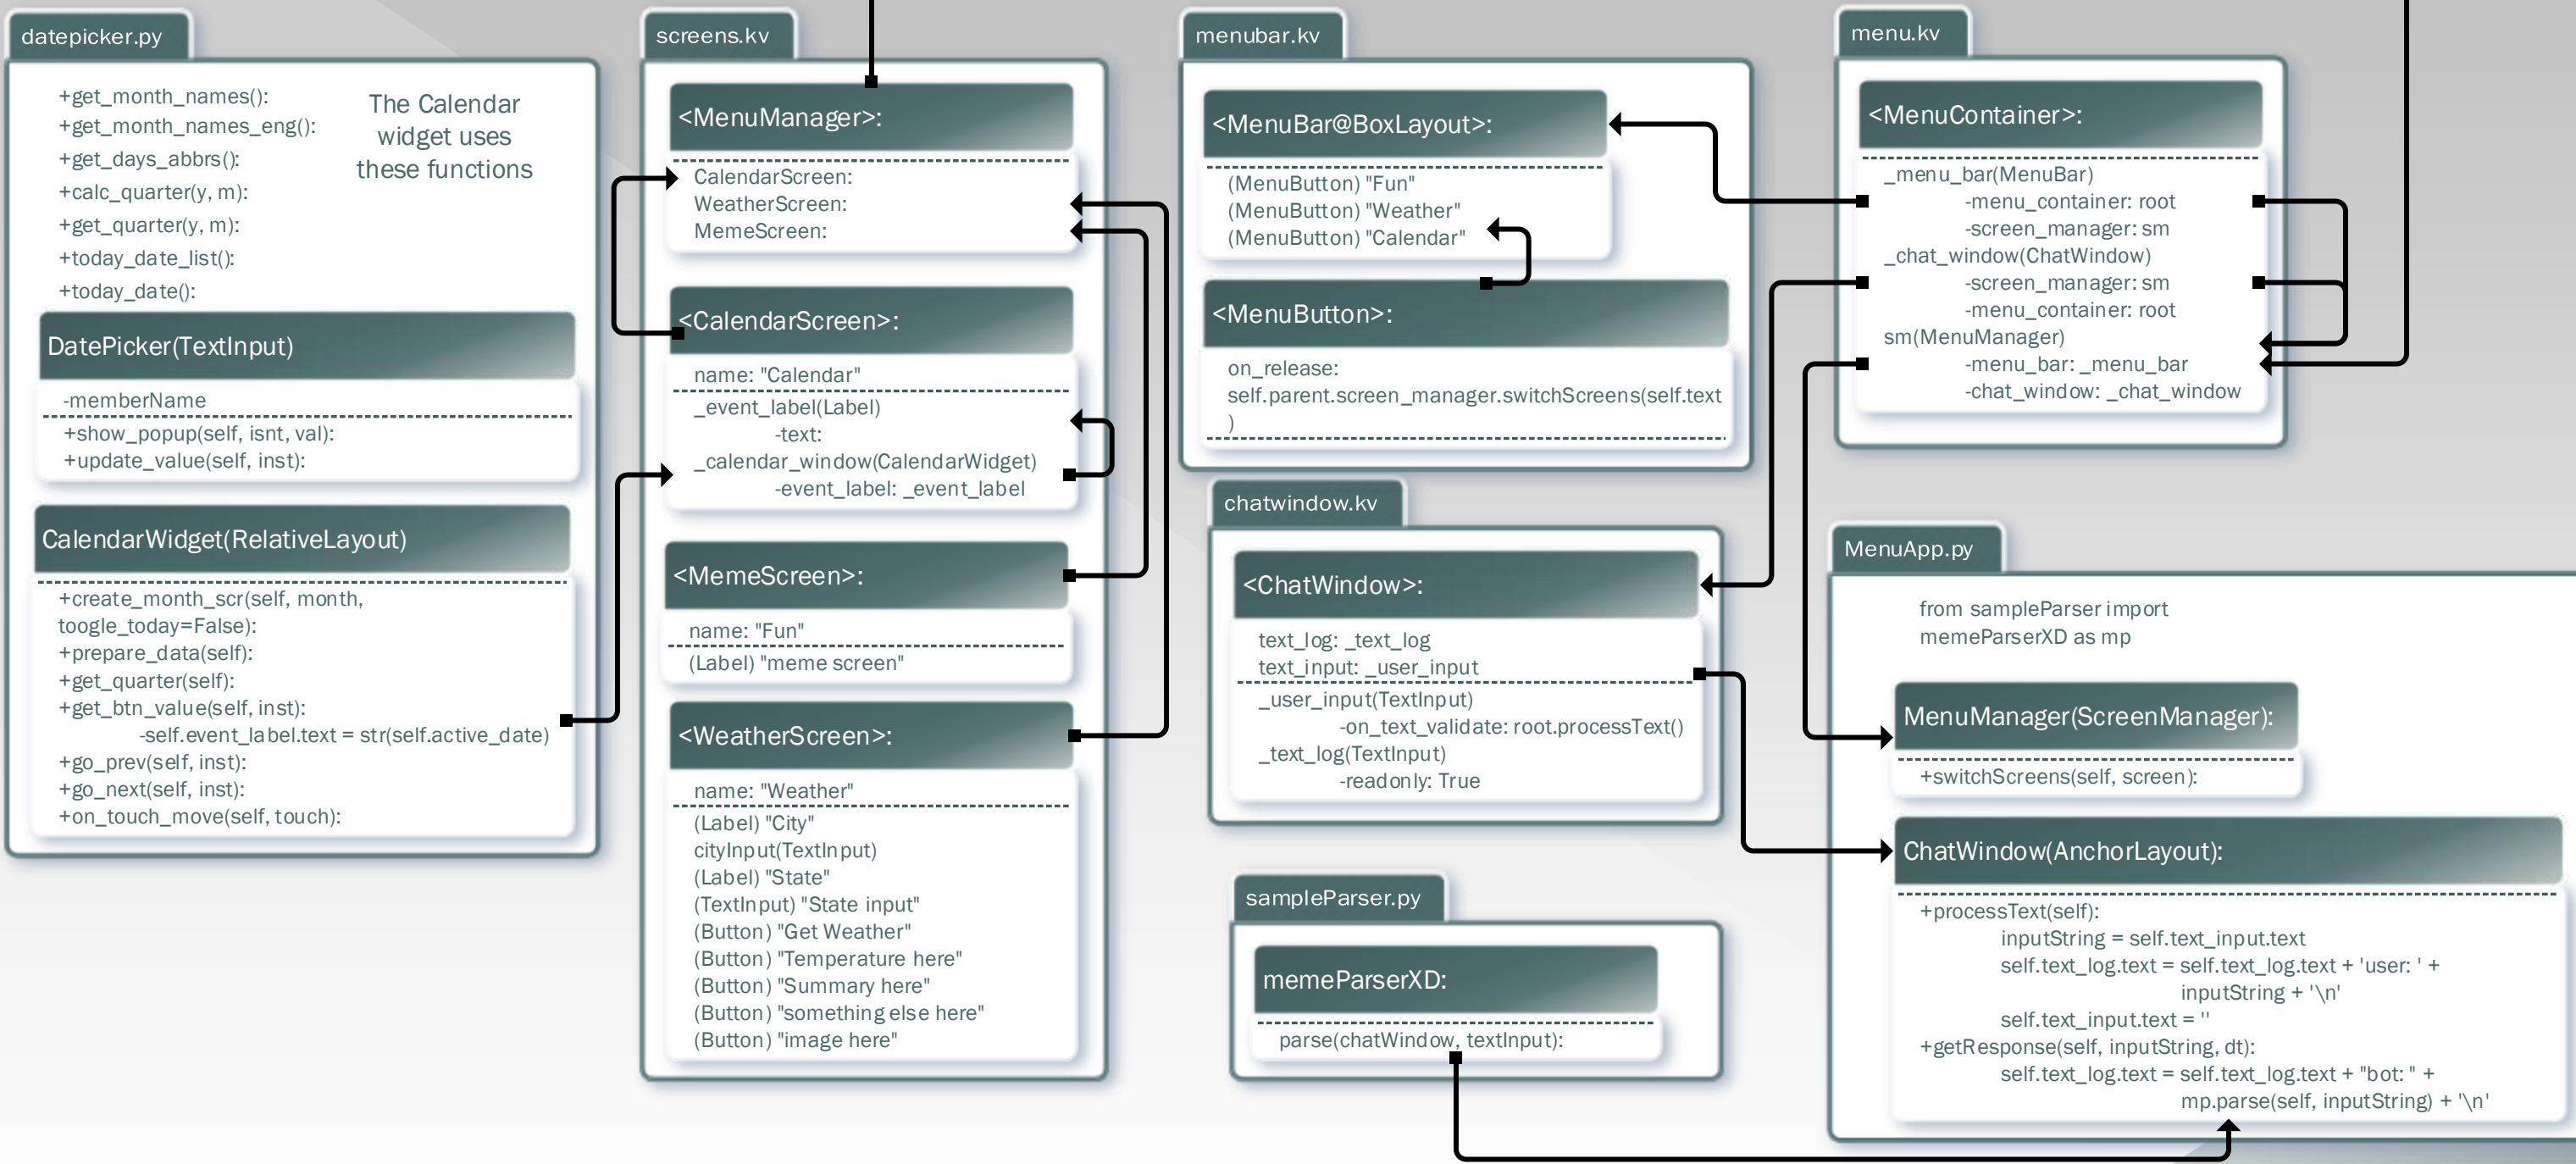 datepicker.py
+get_month_names():
+get_month_names_eng():
+get_days_abbrs():
+calc_quarter(y, m):
+get_quarter(y, m):
+today_date_list():
+today_date():
The Calendar
widget uses
these functions
DatePicker(TextInput)
-memberName
+show_popup(self, isnt, val):
+update_value(self, inst):
CalendarWidget(RelativeLayout)
+create_month_scr(self, month,
toogle_today=False):
+prepare_data(self):
+get_quarter(self):
+get_btn_value(self, inst):
-self.event_label.text = str(self.active_date)
+go_prev(self, inst):
+go_next(self, inst):
+on_touch_move(self, touch):
screens.kv
<MenuManager>:
CalendarScreen:
WeatherScreen:
MemeScreen:
<CalendarScreen>:
name: "Calendar"
_event_label(Label)
-text:
_calendar_window(CalendarWidget)
-event_label: _event_label
<MemeScreen>:
name: "Fun"
(Label) "meme screen"
<WeatherScreen>:
name: "Weather"
(Label) "City"
cityInput(TextInput)
(Label) "State"
(TextInput) "State input"
(Button) "Get Weather"
(Button) "Temperature here"
(Button) "Summary here"
(Button) "something else here"
(Button) "image here"
menubar.kv
<MenuBar@BoxLayout>:
(MenuButton) "Fun"
(MenuButton) "Weather"
(MenuButton) "Calendar"
<MenuButton>:
on_release:
self.parent.screen_manager.switchScreens(self.text
)
chatwindow.kv
<ChatWindow>:
text_log: _text_log
text_input: _user_input
_user_input(TextInput)
-on_text_validate: root.processText()
_text_log(TextInput)
-readonly: True
sampleParser.py
memeParserXD:
parse(chatWindow, textInput):
menu.kv
<MenuContainer>:
_menu_bar(MenuBar)
-menu_container: root
-screen_manager: sm
_chat_window(ChatWindow)
-screen_manager: sm
-menu_container: root
sm(MenuManager)
-menu_bar: _menu_bar
-chat_window: _chat_window
MenuApp.py
from sampleParser import
memeParserXD as mp
MenuManager(ScreenManager):
+switchScreens(self, screen):
ChatWindow(AnchorLayout):
+processText(self):
inputString = self.text_input.text
self.text_log.text = self.text_log.text + 'user: ' +
inputString + '\n'
self.text_input.text = ''
+getResponse(self, inputString, dt):
self.text_log.text = self.text_log.text + "bot: " +
mp.parse(self, inputString) + '\n'